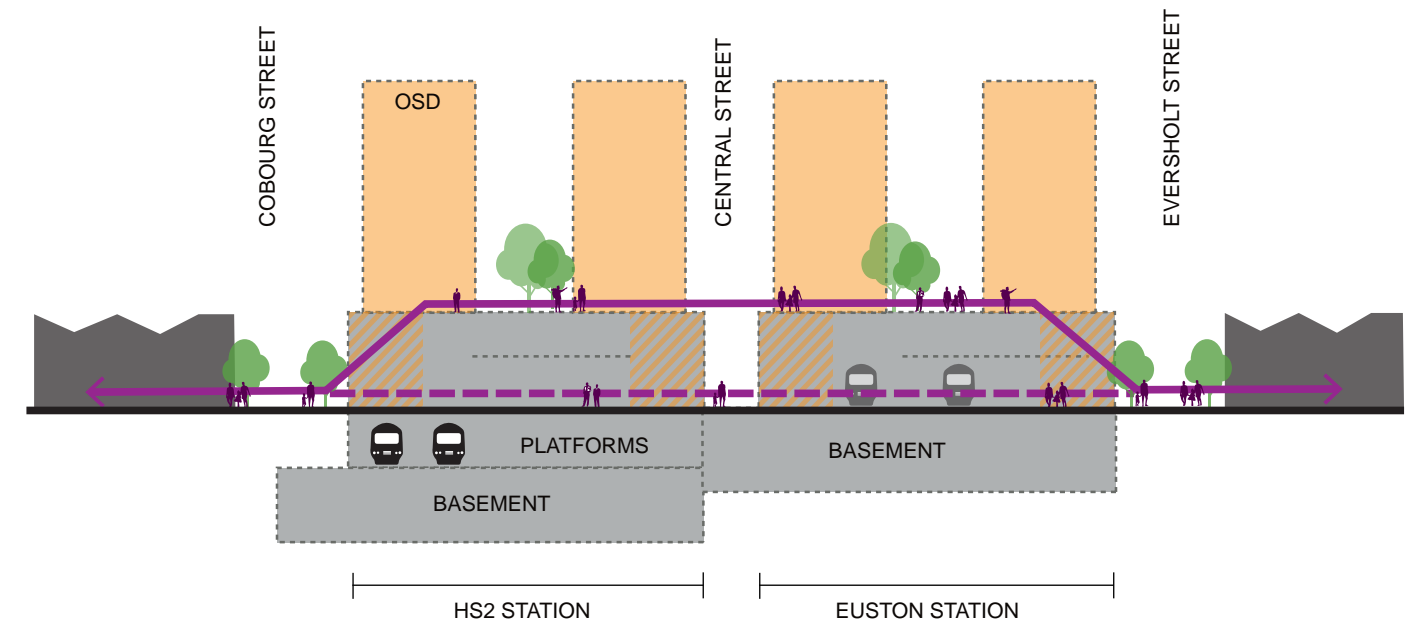 COBOURG STREET
OSD
CENTRAL STREET
EVERSHOLT STREET
PLATFORMS
BASEMENT
BASEMENT
HS2 STATION
EUSTON STATION